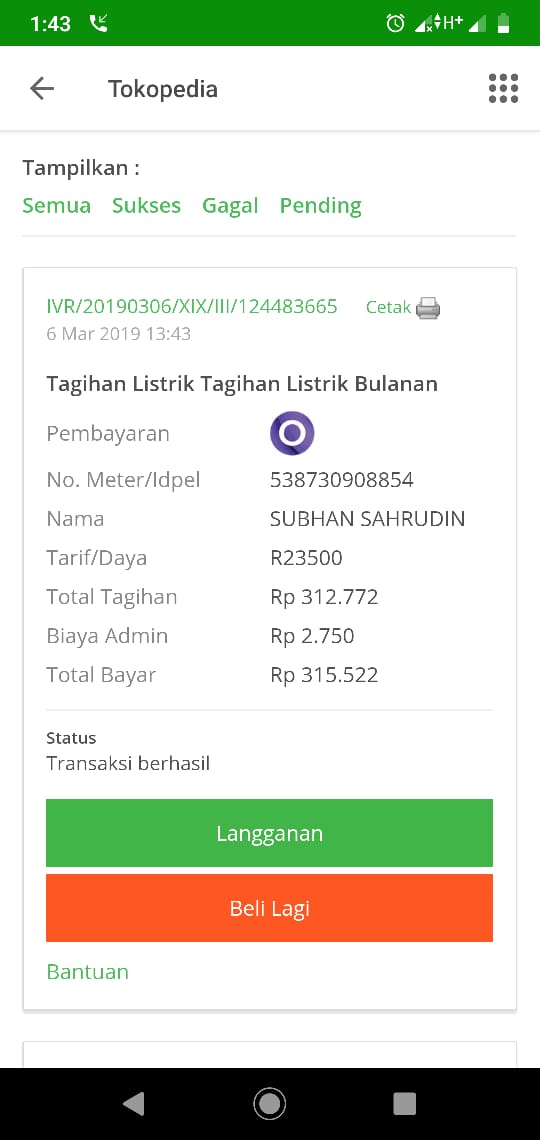 1:43 H+
Tokopedia
Tampilkan :
Semua Sukses Gagal Pending
IVR/20190306/XIX/III/124483665 Cetak
6 Mar 2019 13:43
Tagihan Listrik Tagihan Listrik Bulanan
Pembayaran
No. Meter/Idpel 538730908854
Nama SUBHAN SAHRUDIN
Tarif/Daya R23500
Total Tagihan Rp 312.772
Biaya Admin Rp 2.750
Total Bayar Rp 315.522
Status
Transaksi berhasil
Langganan
Beli Lagi
Bantuan